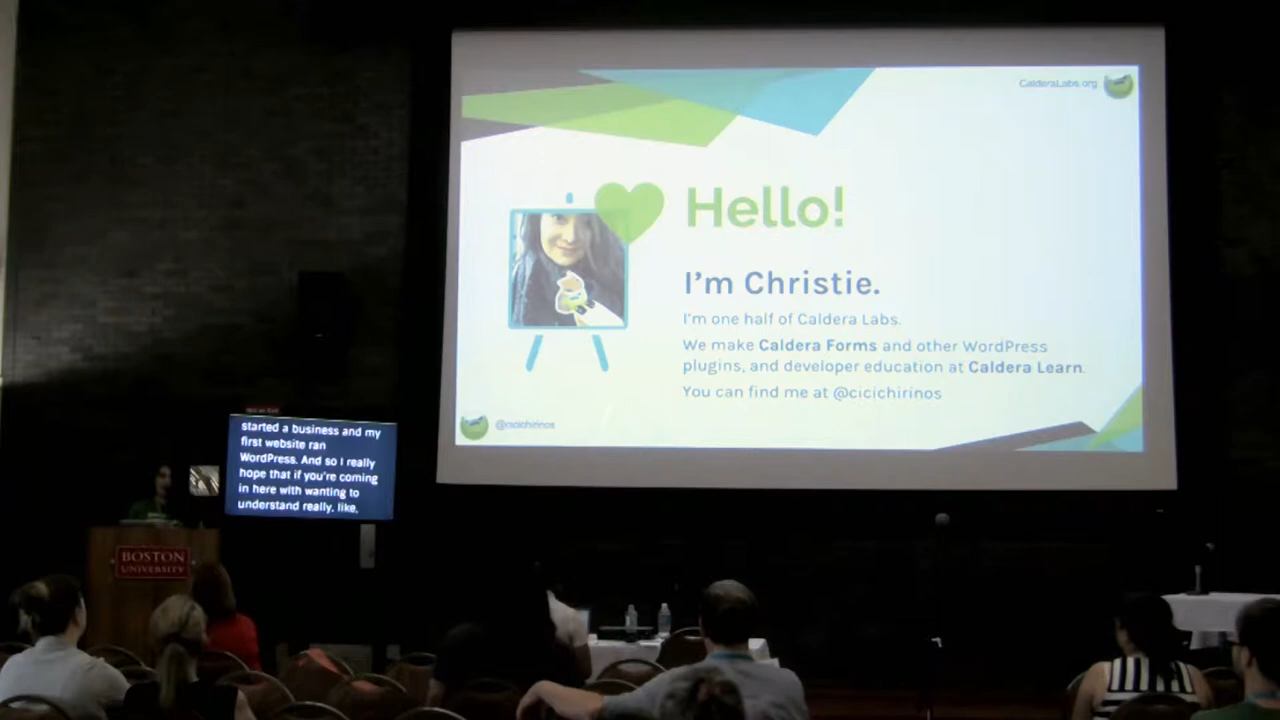 CalderaLabs.org
Hello!
I'm Christie.
I'm one half of Caldera Labs.
We make Caldera Forms and other WordPress
plugins, and developer education at Caldera Learn.
You can find me at @cicichirinos
@cicichirinos
started a business and my
first website ran
WordPress. And so I really
hope that if you're coming
in here with wanting to
understand really, like,
BOSTON
UNIVERSITY